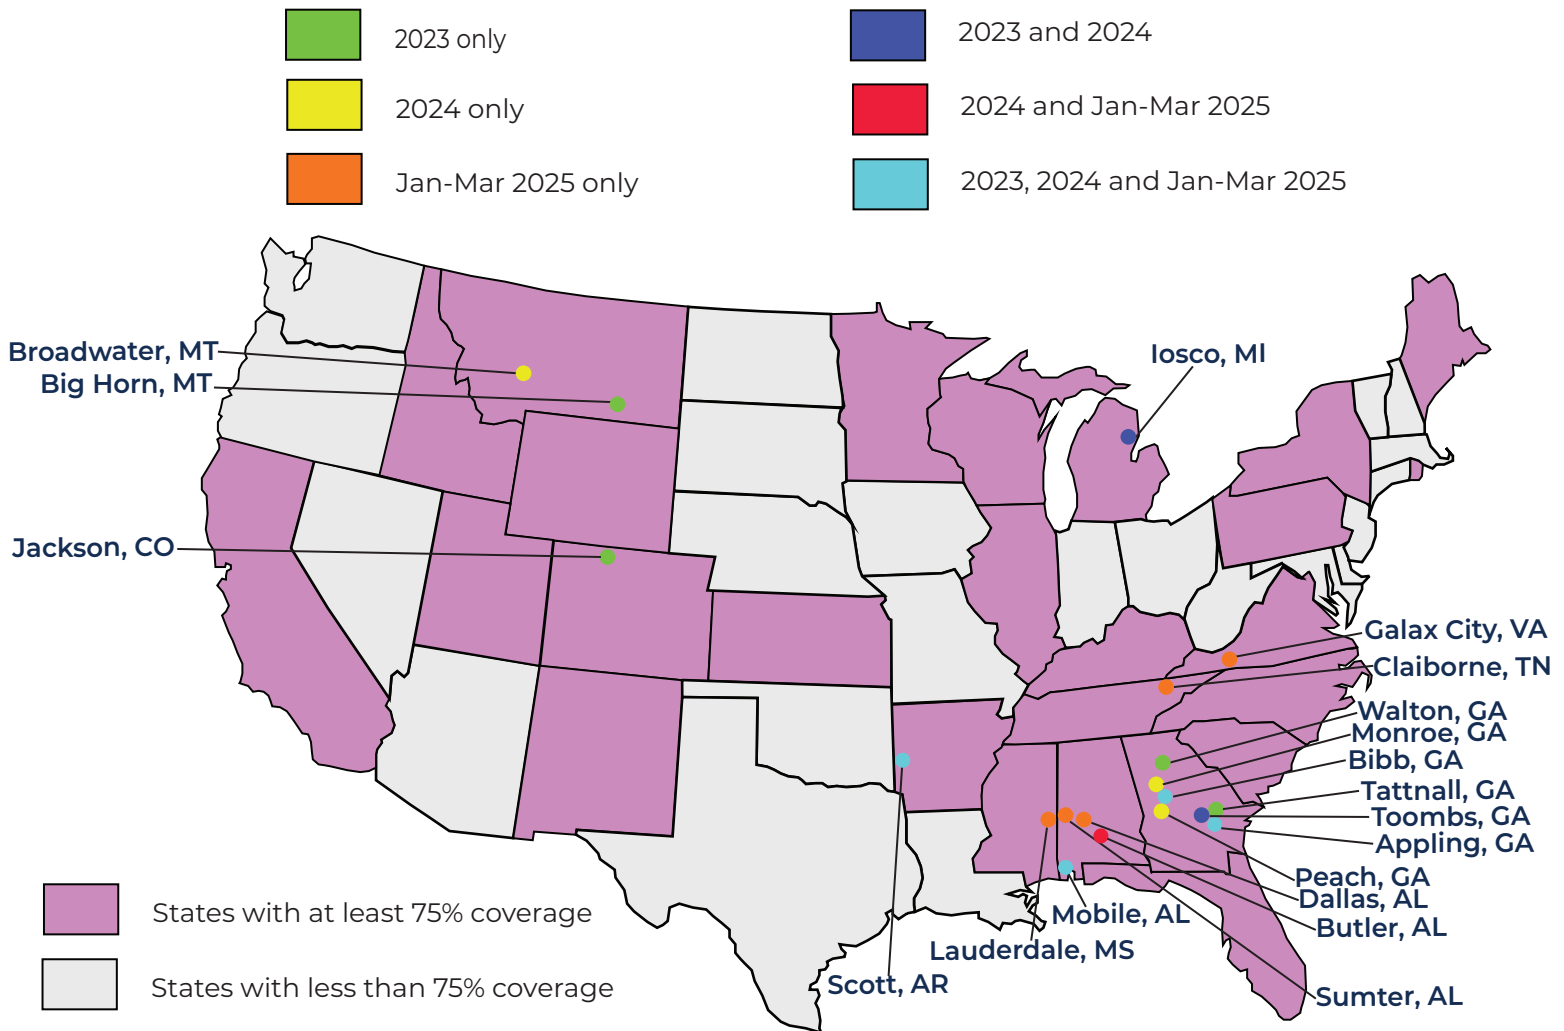 2023 only
2023 and 2024
2024 only
2024 and Jan-Mar 2025
Jan-Mar 2025 only
2023, 2024 and Jan-Mar 2025
Broadwater, MT
Big Horn, MT
Iosco, MI
Jackson, CO
Galax City, VA
Claiborne, TN
Walton, GA
Monroe, GA
Bibb, GA
Tattnall, GA
Toombs, GA
Appling, GA
Peach, GA
Dallas, AL
Butler, AL
Mobile, AL
Lauderdale, MS
Scott, AR
Sumter, AL
States with at least 75% coverage
States with less than 75% coverage